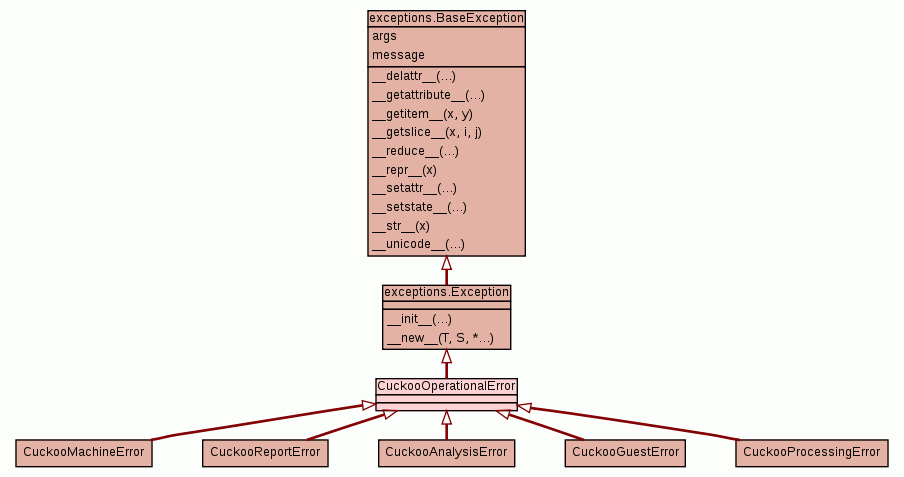 exceptions.BaseException
args
message
__delattr__(...)
__getattribute__(...)
__getitem__(x, y)
__getslice__(x, i, j)
__reduce__(...)
__repr__(x)
__setattr__(...)
__setstate__(...)
__str__(x)
__unicode__(...)
exceptions.Exception
__init__(...)
__new__(T, S, *...)
CuckooOperationalError
CuckooMachineError
CuckooReportError
CuckooAnalysisError
CuckooGuestError
CuckooProcessingError